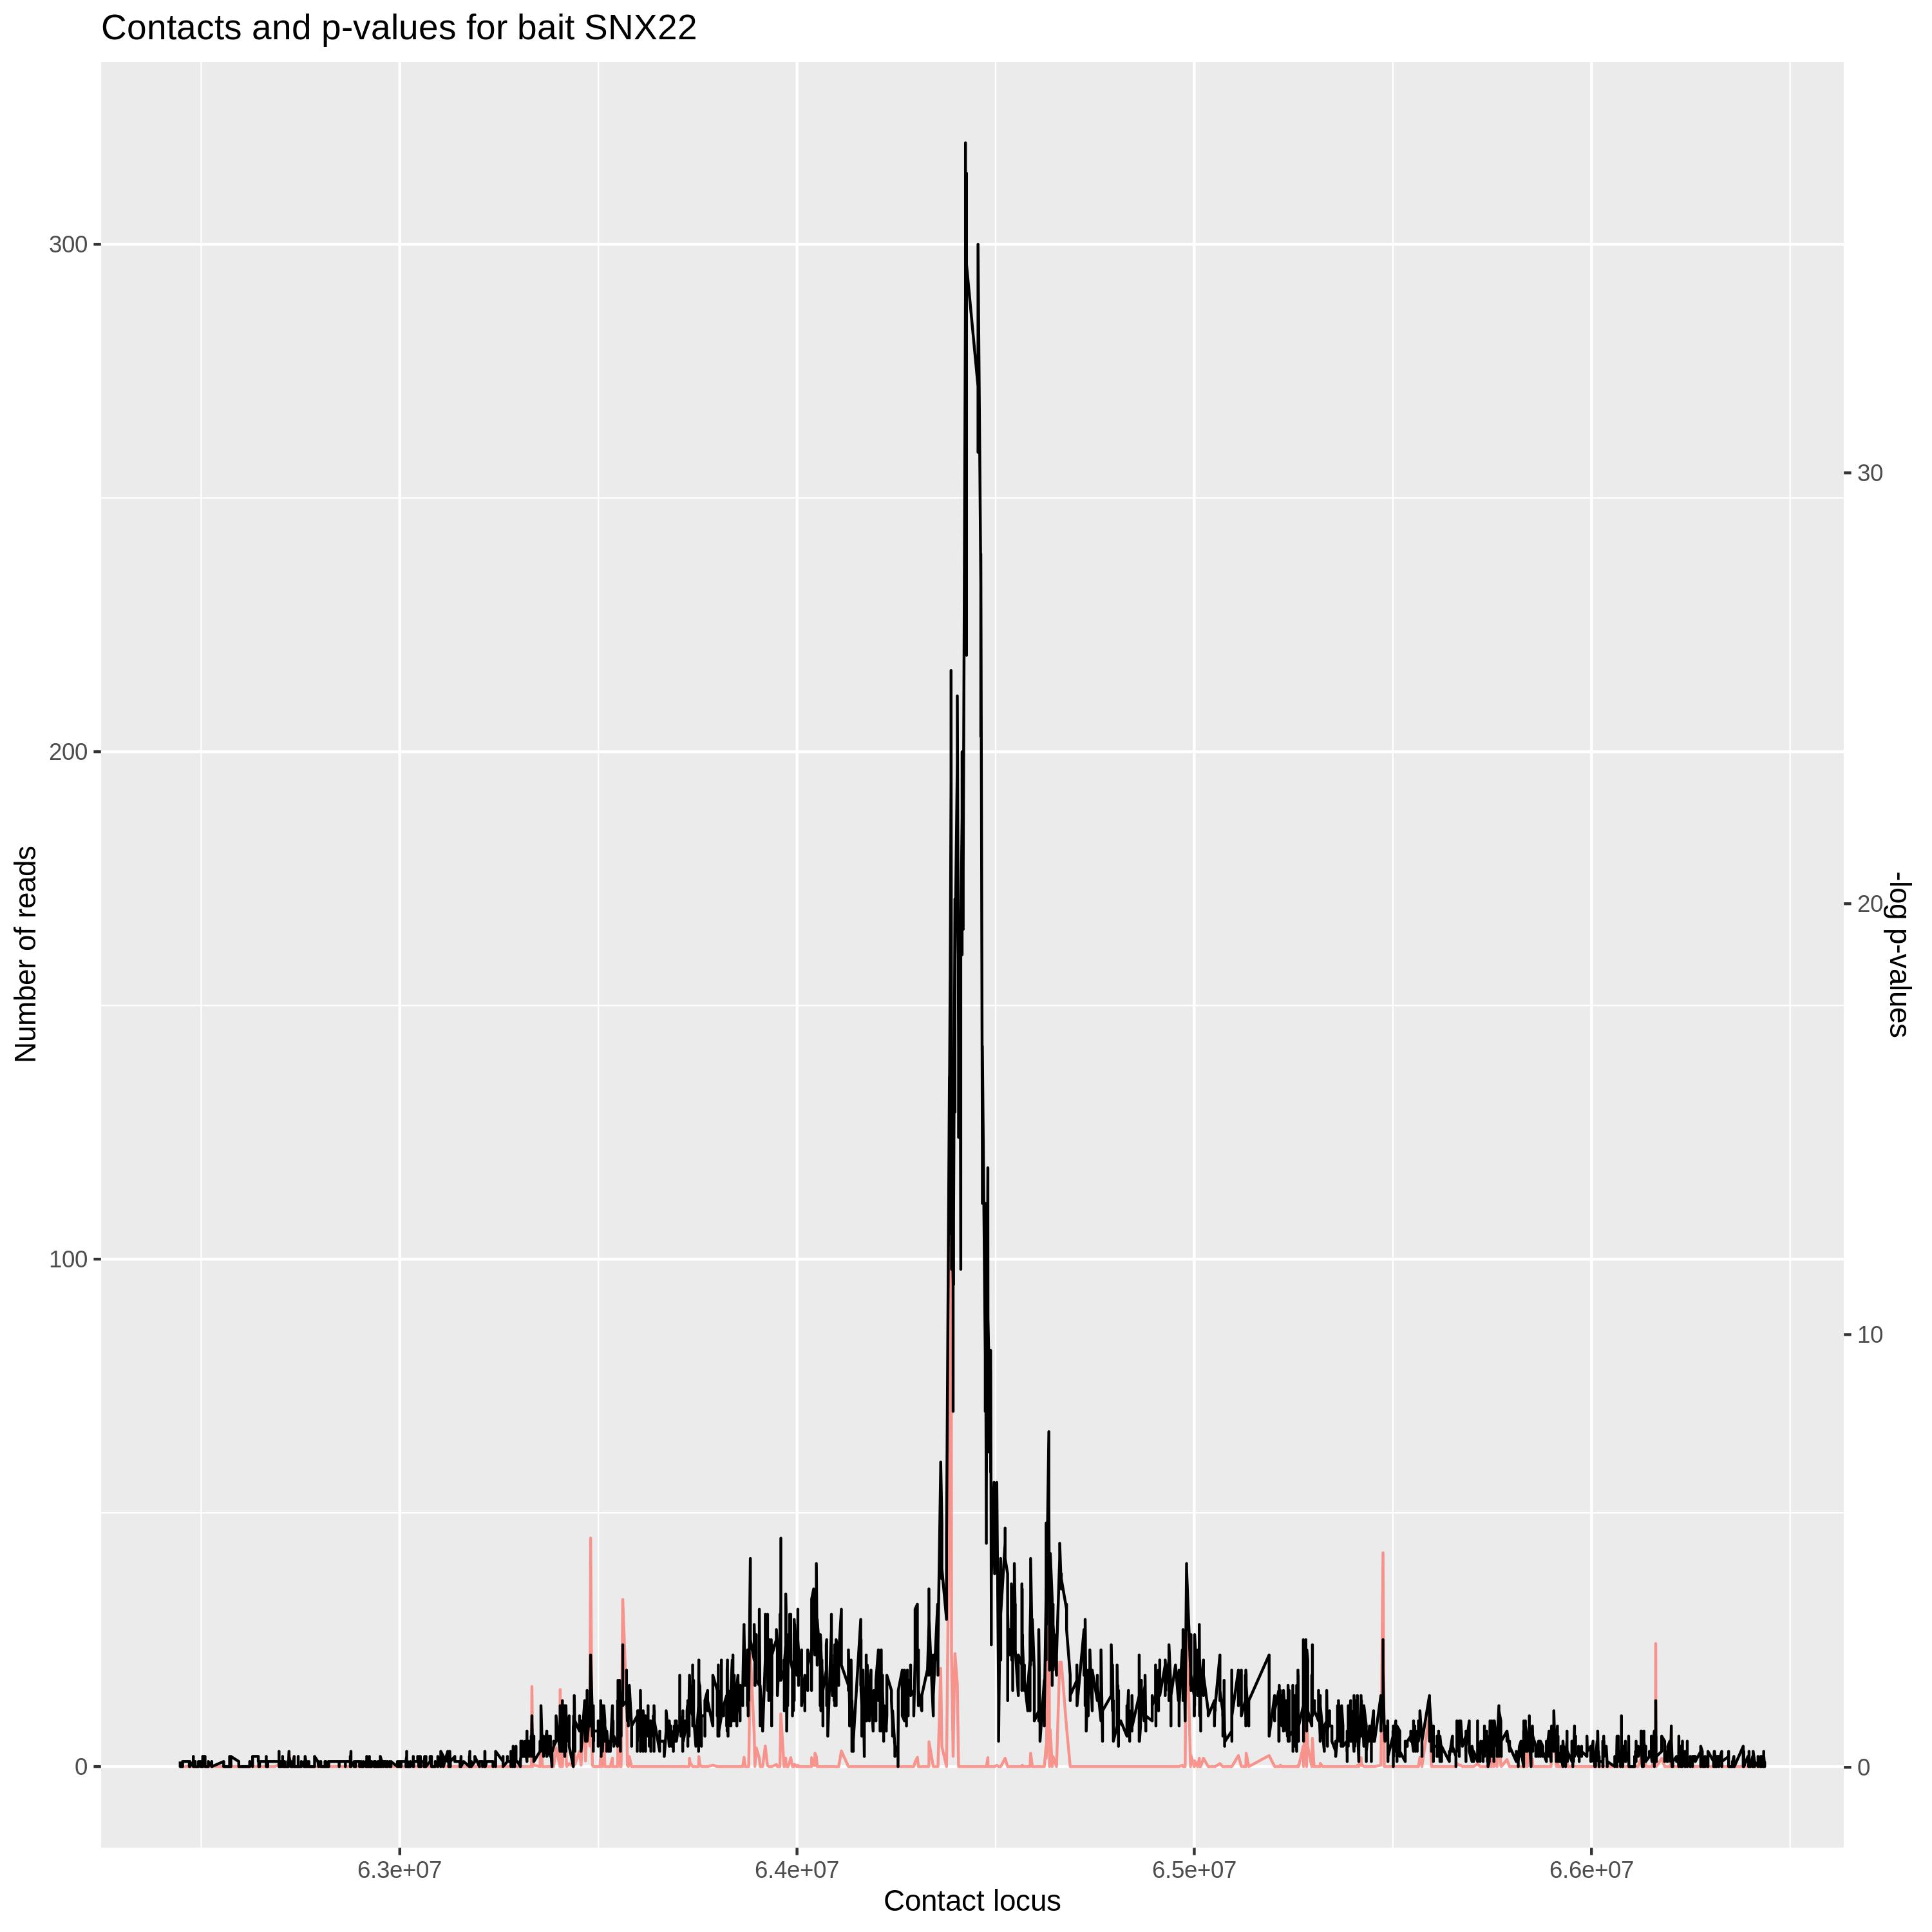 Contacts and p-values for bait SNX22
Number of reads
300
200
100
0
30
20
10
0
-log p-values
6.3e+07
6.4e+07
6.5e+07
6.6e+07
Contact locus